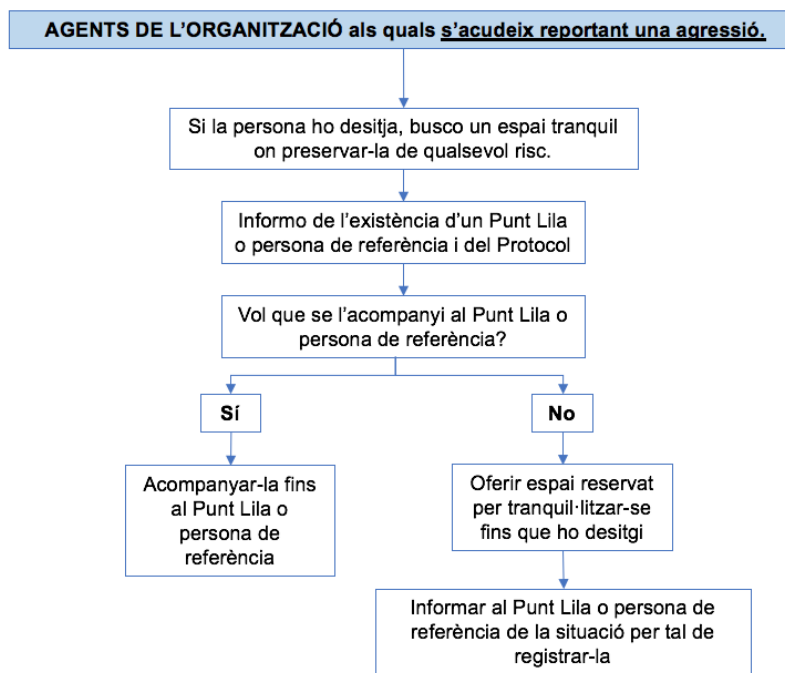 AGENTS DE L’ORGANITZACIÓ als quals s’acudeix reportant una agressió.
Si la persona ho desitja, busco un espai tranquil
on preservar-la de qualsevol risc.
Informo de l’existència d’un Punt Lila
o persona de referència i del Protocol
Vol que se l’acompanyi al Punt Lila o
persona de referència?
Sí
No
Acompanyar-la fins
al Punt Lila o
persona de
referència
Oferir espai reservat
per tranquil·litzar-se
fins que ho desitgi
Informar al Punt Lila o persona de
referència de la situació per tal de
registrar-la